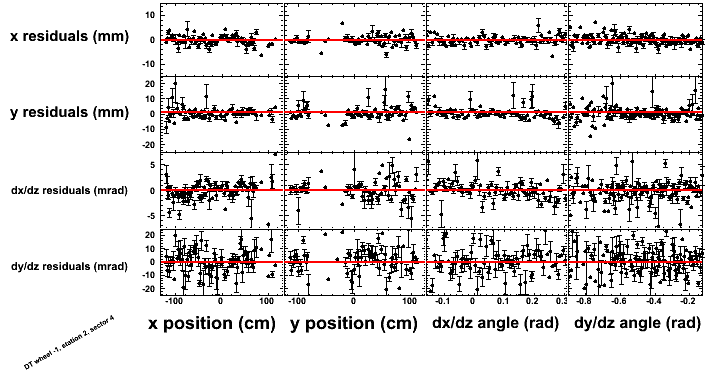 x residuals (mm)
10
0
-10
y residuals (mm)
20
10
0
-10
-20
dx/dz residuals (mrad)
5
0
-5
dy/dz residuals (mrad)
20
10
0
-10
-20
-100 0 100 -100 0 100 -0.1 0 0.1 0.2 0.3 -0.8 -0.6 -0.4 -0.2
x position (cm) y position (cm) dx/dz angle (rad) dy/dz angle (rad)
DT wheel -1, station 2, sector 4